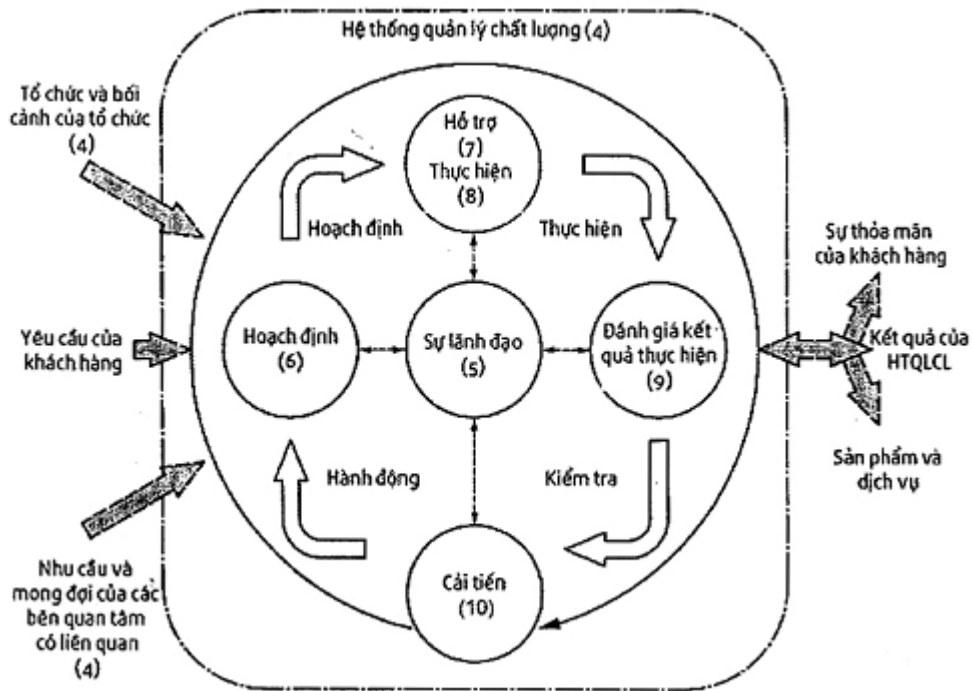 Hệ thống quản lý chất lượng (4)
Tổ chức và bối
cảnh của tổ chức
(4)
Hỗ trợ
(7)
Thực hiện
(8)
Hoạch định
Thực hiện
Sự thỏa mãn
của khách hàng
Yêu cầu của
khách hàng
Hoạch định
(6)
Sự lãnh đạo
(5)
Đánh giá kết
quả thực hiện
(9)
Kết quả của
HTQLCL
Hành động
Kiểm tra
Sản phẩm và
dịch vụ
Nhu cầu và
mong đợi của các
bên quan tâm
có liên quan
(4)
Cải tiến
(10)